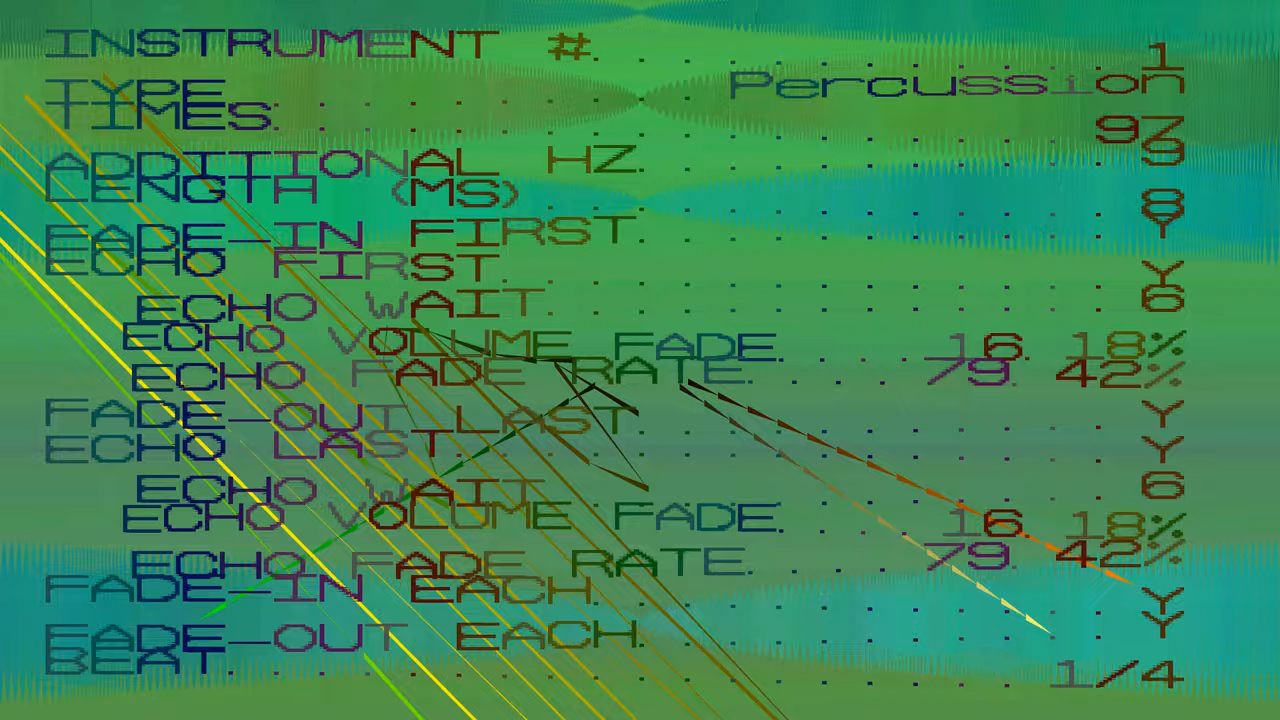 INSTRUMENT #. . . . . . . . . . . . 1
TYPE Percussion
TIMES. . . . . . . . . . . . . . . . . . . 97
ADDITIONAL HZ. . . . . . . . . . . 9
LENGTH (MS) . . . . . . . . . . . . . 8
FADE-IN FIRST. . . . . . . . . . . Y
ECHO FIRST. . . . . . . . . . . . . . Y
ECHO WAIT. . . . . . . . . . . . . 6
ECHO VOLUME FADE. . . . 16. 18%
ECHO FADE RATE. . . . . 79. 42%
FADE-OUT LAST. . . . . . . . . . . Y
ECHO LAST. . . . . . . . . . . . . . . Y
ECHO WAIT. . . . . . . . . . . . . 6
ECHO VOLUME FADE. . . . 16. 18%
ECHO FADE RATE. . . . . 79. 42%
FADE-IN EACH. . . . . . . . . . . . Y
FADE-OUT EACH. . . . . . . . . . . Y
BEAT. . . . . . . . . . . . . . . . . . 1/4